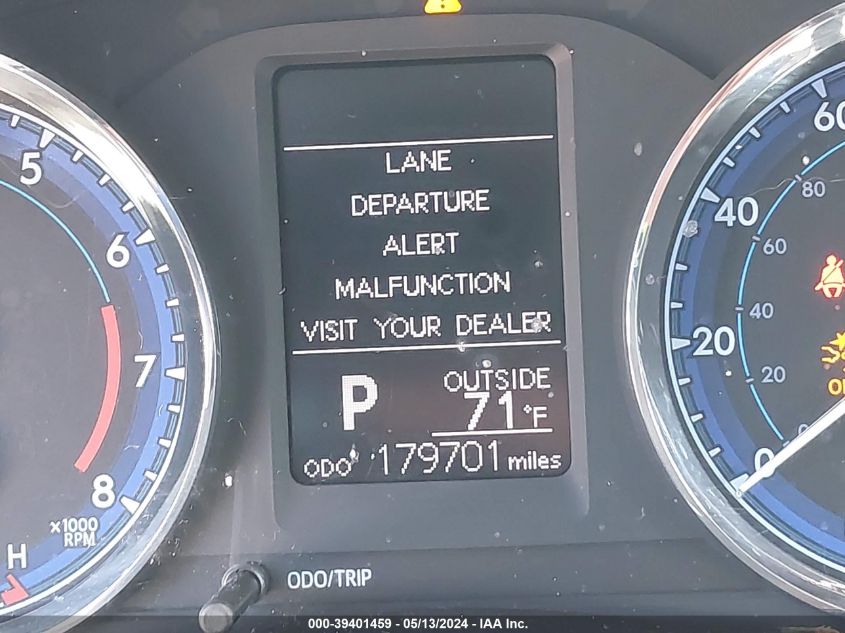 LANE
DEPARTURE
ALERT
MALFUNCTION
VISIT YOUR DEALER
P
OUTSIDE
71°F
ODO 179701 miles
5
6
7
8
x1000
RPM
H
ODO/TRIP
60
80
40
60
40
20
20
0
000-39401459 - 05/13/2024 - IAA Inc.